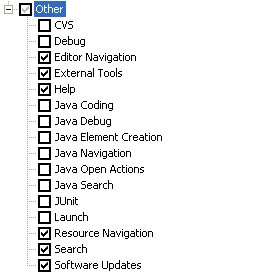 Other
CVS
Debug
Editor Navigation
External Tools
Help
Java Coding
Java Debug
Java Element Creation
Java Navigation
Java Open Actions
Java Search
JUnit
Launch
Resource Navigation
Search
Software Updates